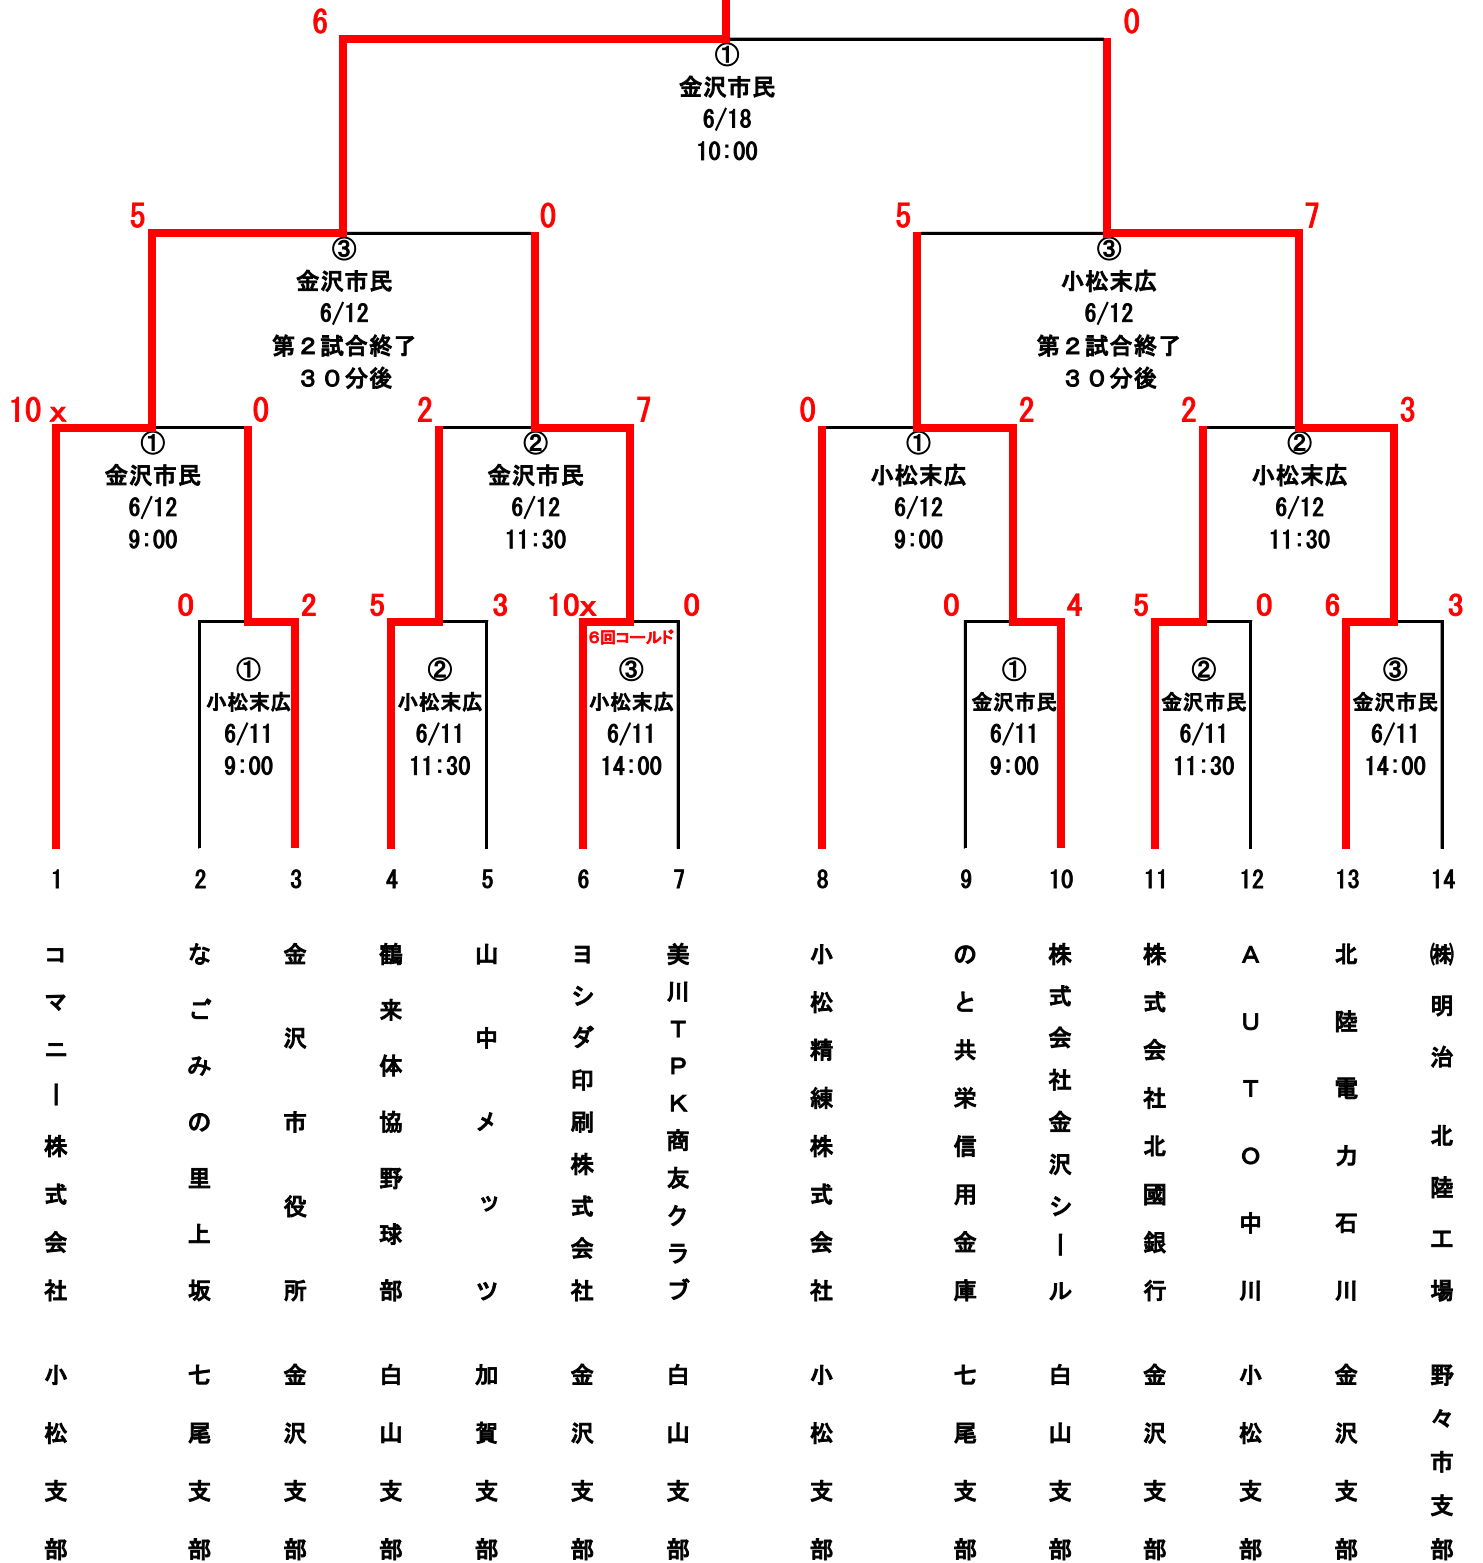 6
0
①
金沢市民
6/18
10:00
5
0
③
金沢市民
6/12
第２試合終了
３０分後
5
7
③
小松末広
6/12
第２試合終了
３０分後
10x
0
①
金沢市民
6/12
9:00
2
7
②
金沢市民
6/12
11:30
0
2
①
小松末広
6/12
9:00
2
3
②
小松末広
6/12
11:30
0
2
①
小松末広
6/11
9:00
5
3
②
小松末広
6/11
11:30
10x
0
6回コールド
③
小松末広
6/11
14:00
0
4
①
金沢市民
6/11
9:00
5
0
②
金沢市民
6/11
11:30
6
3
③
金沢市民
6/11
14:00
1
コマニー株式会社
小松支部
2
なごみの里上坂
七尾支部
3
金沢市役所
金沢支部
4
鶴来体協野球部
白山支部
5
山中メッツ
加賀支部
6
ヨシダ印刷株式会社
金沢支部
7
美川ＴＰＫ商友クラブ
白山支部
8
小松精練株式会社
小松支部
9
のと共栄信用金庫
七尾支部
10
株式会社金沢シール
白山支部
11
株式会社北國銀行
金沢支部
12
ＡＵＴＯ中川
小松支部
13
北陸電力石川
金沢支部
14
㈱明治 北陸工場
野々市支部